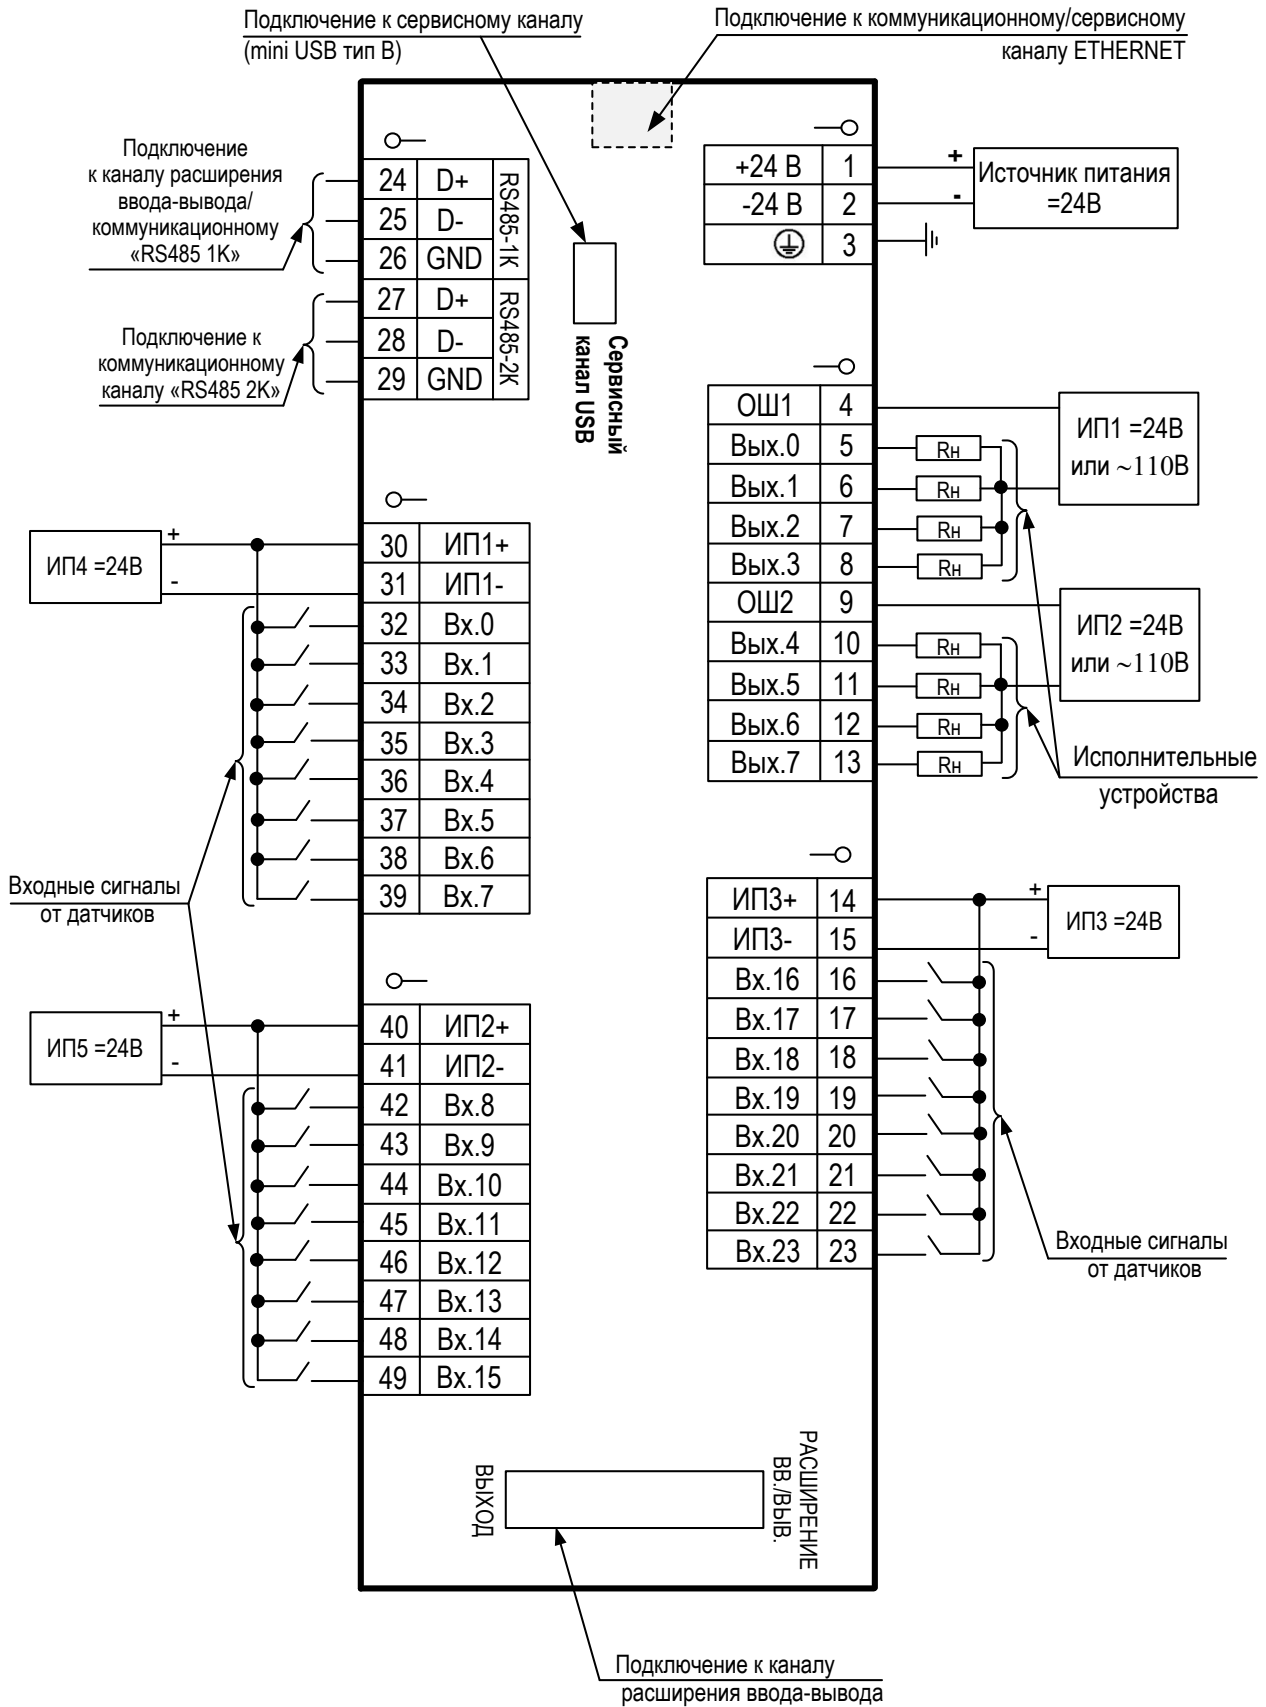 Подключение к сервисному каналу
(mini USB тип B)
Подключение к коммуникационному/сервисному
каналу ETHERNET
Подключение
к каналу расширения
ввода-вывода/
коммуникационному
«RS485 1К»
24 D+
25 D-
26 GND
RS485-1К
27 D+
28 D-
29 GND
RS485-2К
Подключение к
коммуникационному
каналу «RS485 2К»
Сервисный
канал USB
+24 В 1
-24 В 2
3
+
-
Источник питания
=24В
ОШ1 4
Вых.0 5
Вых.1 6
Вых.2 7
Вых.3 8
ОШ2 9
Вых.4 10
Вых.5 11
Вых.6 12
Вых.7 13
Rн
Rн
Rн
Rн
Rн
Rн
Rн
Rн
ИП1 =24В
или ~110В
ИП2 =24В
или ~110В
Исполнительные
устройства
ИП4 =24В
+
-
30 ИП1+
31 ИП1-
32 Вх.0
33 Вх.1
34 Вх.2
35 Вх.3
36 Вх.4
37 Вх.5
38 Вх.6
39 Вх.7
Входные сигналы
от датчиков
ИП5 =24В
+
-
40 ИП2+
41 ИП2-
42 Вх.8
43 Вх.9
44 Вх.10
45 Вх.11
46 Вх.12
47 Вх.13
48 Вх.14
49 Вх.15
ИП3+ 14
ИП3- 15
Вх.16 16
Вх.17 17
Вх.18 18
Вх.19 19
Вх.20 20
Вх.21 21
Вх.22 22
Вх.23 23
+
-
ИП3 =24В
Входные сигналы
от датчиков
ВЫХОД
РАСШИРЕНИЕ
ВВ./ВЫВ.
Подключение к каналу
расширения ввода-вывода